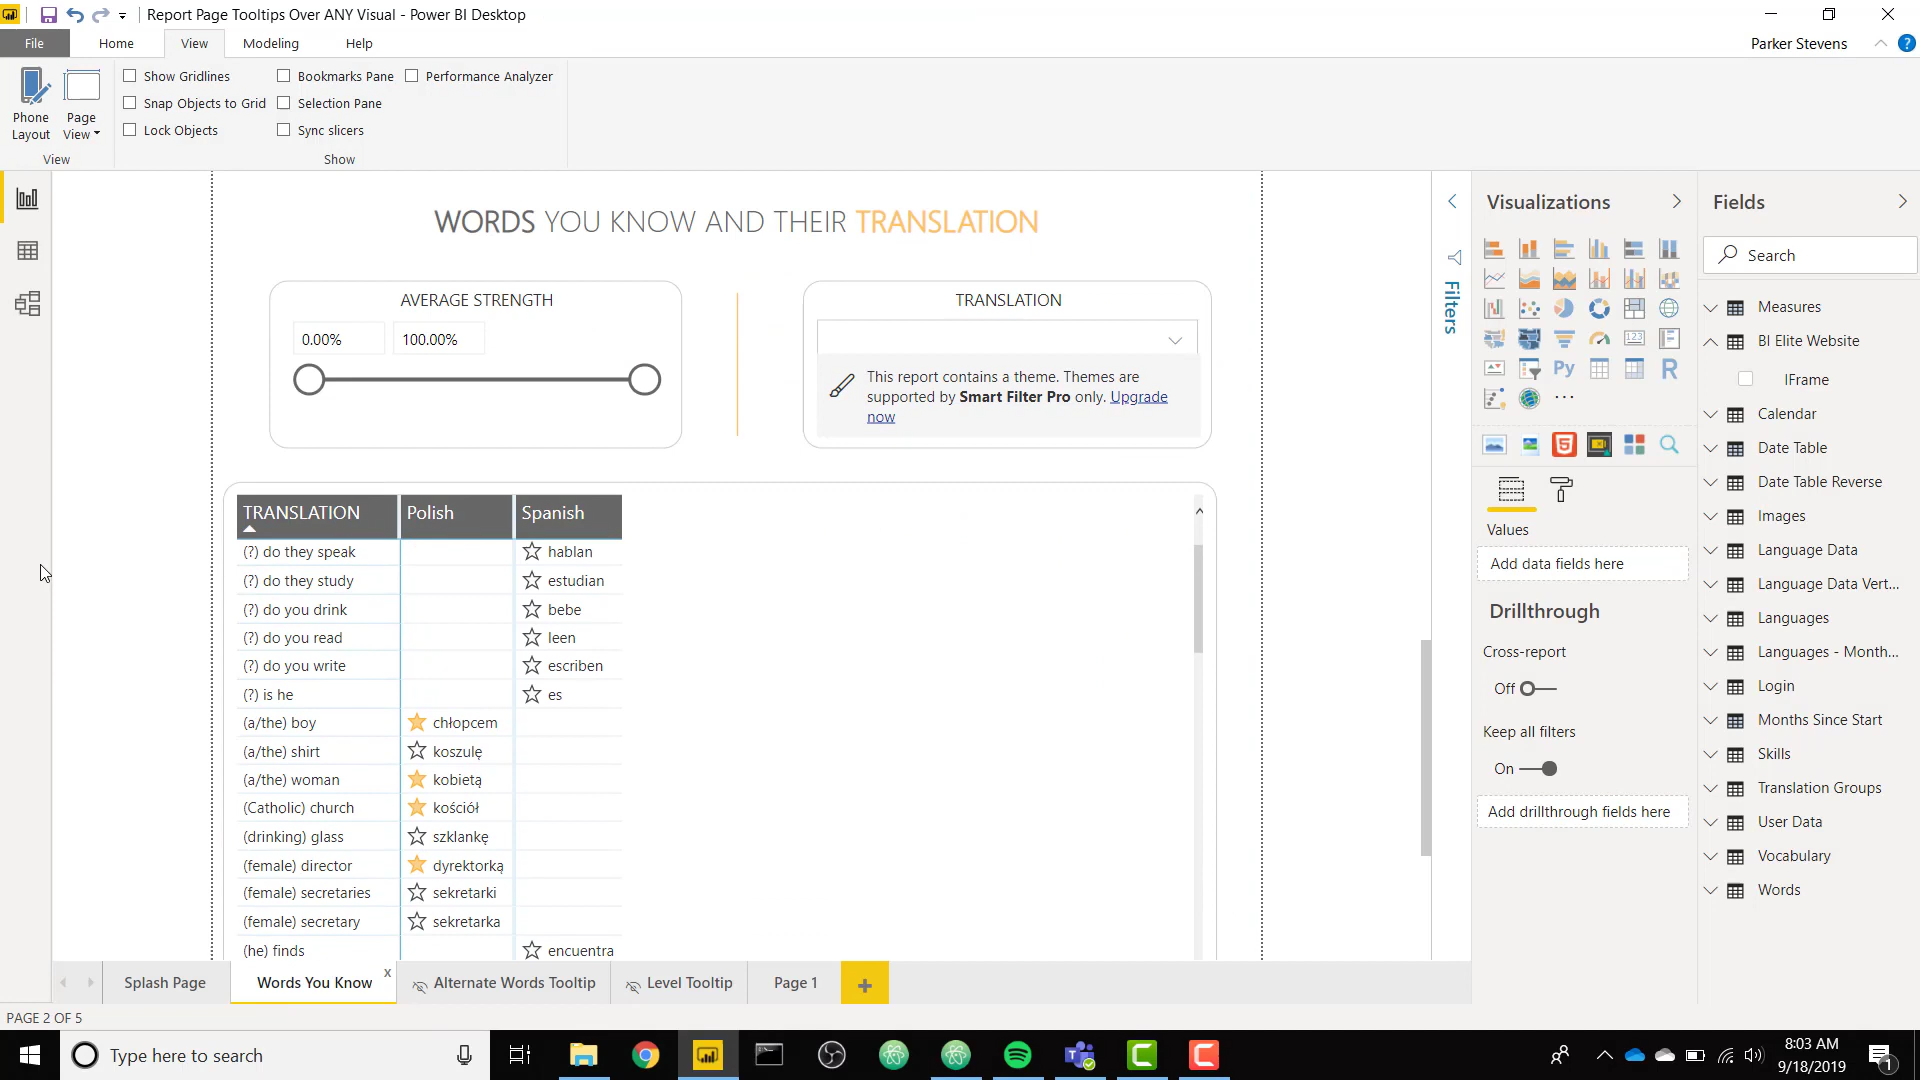 Report Page Tooltips Over ANY Visual - Power BI Desktop
File Home View Modeling Help Parker Stevens
Show Gridlines Bookmarks Pane Performance Analyzer
Snap Objects to Grid Selection Pane
Lock Objects Sync slicers
Phone Layout
Page View
View Show
WORDS YOU KNOW AND THEIR TRANSLATION
AVERAGE STRENGTH
0.00% 100.00%
TRANSLATION
This report contains a theme. Themes are
supported by Smart Filter Pro only. Upgrade
now
TRANSLATION Polish Spanish
(?) do they speak hablan
(?) do they study estudian
(?) do you drink bebe
(?) do you read leen
(?) do you write escriben
(?) is he es
(a/the) boy chłopcem
(a/the) shirt koszulę
(a/the) woman kobietą
(Catholic) church kościół
(drinking) glass szklankę
(female) director dyrektorką
(female) secretaries sekretarki
(female) secretary sekretarka
(he) finds encuentra
Filters
Visualizations
Py R
123
5
Values
Add data fields here
Drillthrough
Cross-report
Off
Keep all filters
On
Add drillthrough fields here
Fields
Search
Measures
BI Elite Website
IFrame
Calendar
Date Table
Date Table Reverse
Images
Language Data
Language Data Vert...
Languages
Languages - Month...
Login
Months Since Start
Skills
Translation Groups
User Data
Vocabulary
Words
Splash Page Words You Know x Alternate Words Tooltip Level Tooltip Page 1 +
PAGE 2 OF 5
Type here to search
8:03 AM
9/18/2019
1